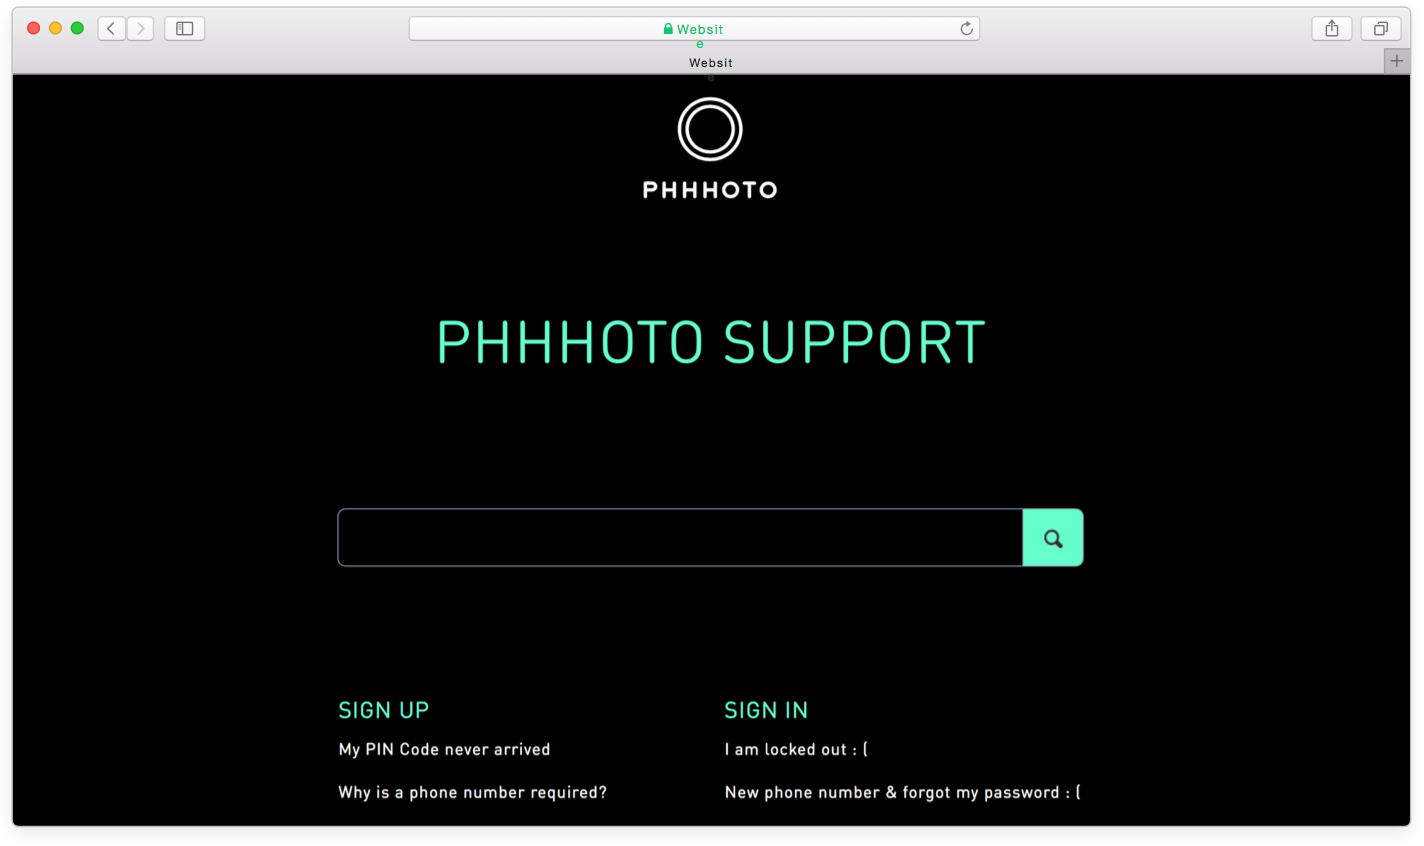 Websit
e
Websit
e
PHHHOTO
PHHHOTO SUPPORT
SIGN UP
My PIN Code never arrived
Why is a phone number required?
SIGN IN
I am locked out : (
New phone number & forgot my password : (